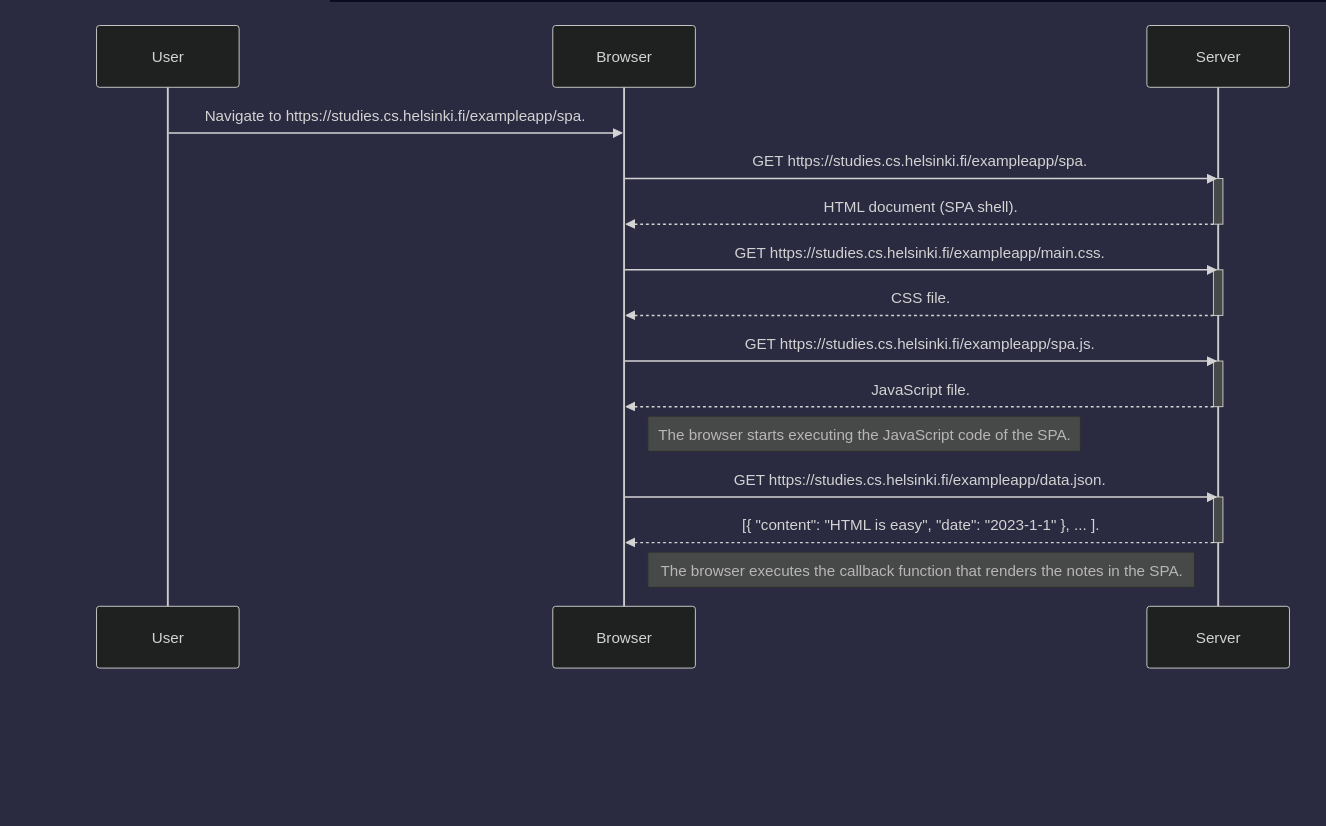 User
Browser
Server
Navigate to https://studies.cs.helsinki.fi/exampleapp/spa.
GET https://studies.cs.helsinki.fi/exampleapp/spa.
HTML document (SPA shell).
GET https://studies.cs.helsinki.fi/exampleapp/main.css.
CSS file.
GET https://studies.cs.helsinki.fi/exampleapp/spa.js.
JavaScript file.
The browser starts executing the JavaScript code of the SPA.
GET https://studies.cs.helsinki.fi/exampleapp/data.json.
[{ "content": "HTML is easy", "date": "2023-1-1" }, ... ].
The browser executes the callback function that renders the notes in the SPA.
User
Browser
Server